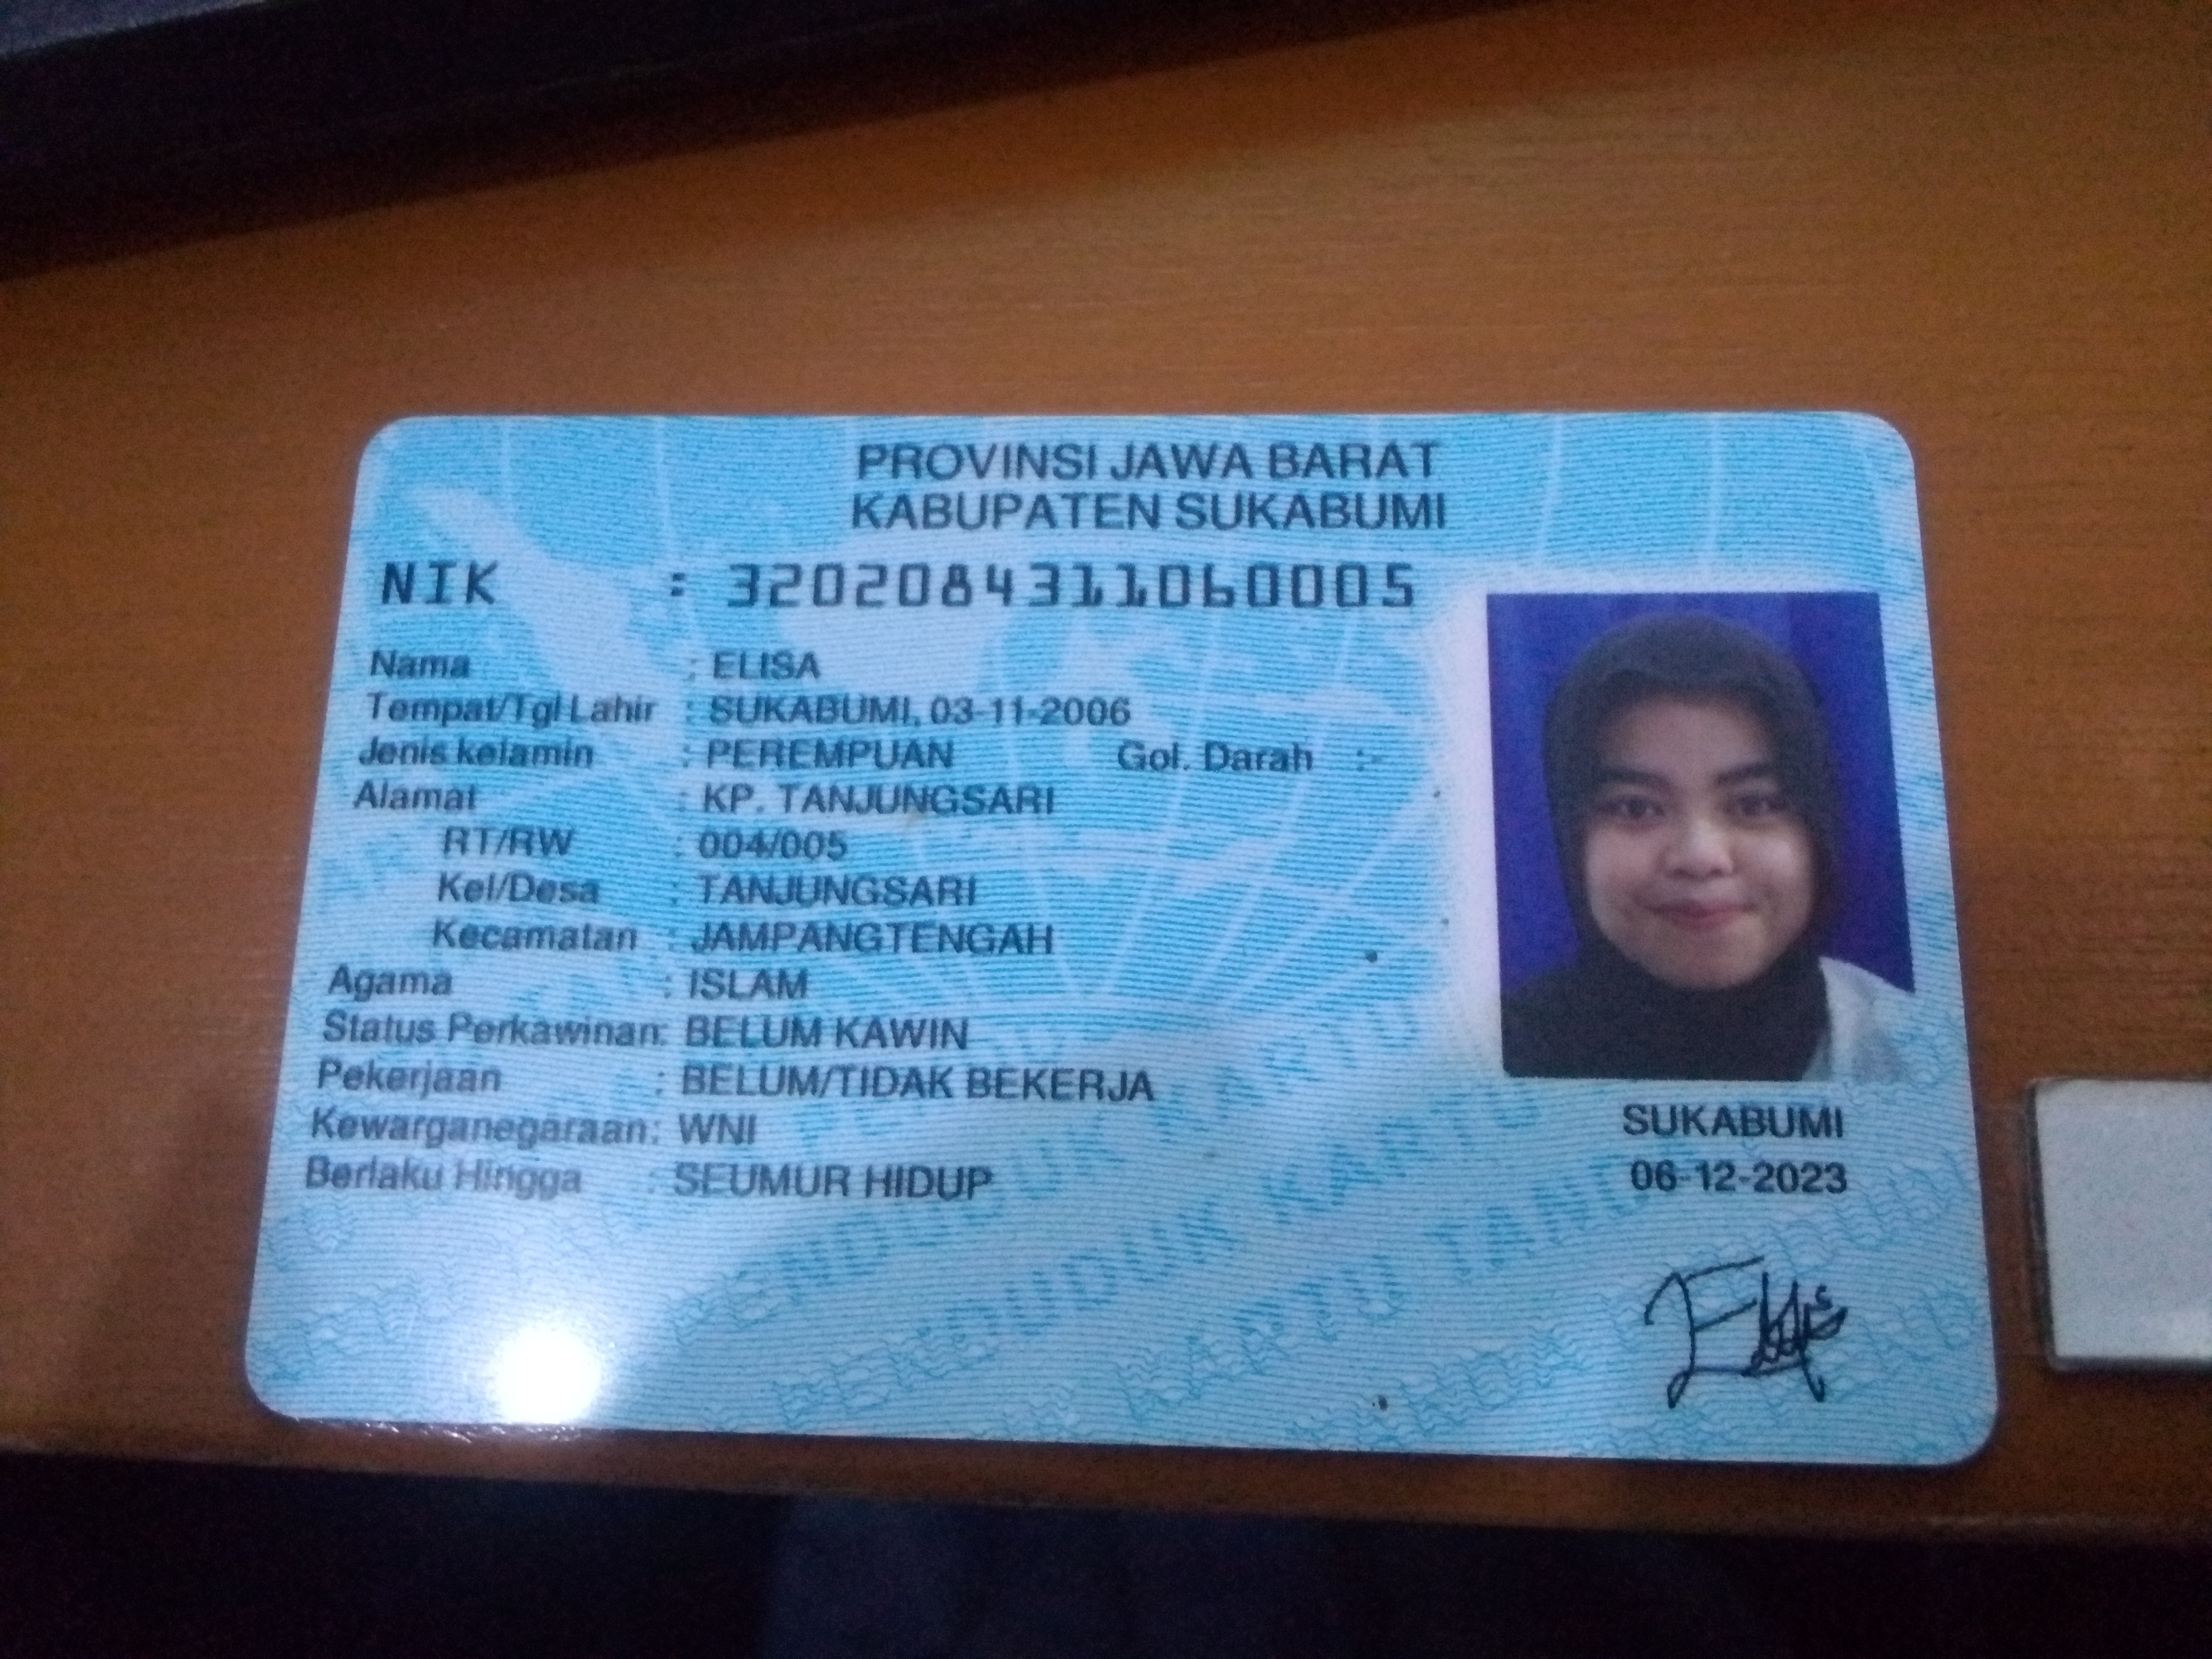 PROVINSI JAWA BARAT
KABUPATEN SUKABUMI
NIK : 3202084311060005
Nama : ELISA
Tempat/Tgl Lahir : SUKABUMI, 03-11-2006
Jenis kelamin : PEREMPUAN Gol. Darah :-
Alamat : KP. TANJUNGSARI
RT/RW : 004/005
Kel/Desa : TANJUNGSARI
Kecamatan : JAMPANGTENGAH
Agama : ISLAM
Status Perkawinan: BELUM KAWIN
Pekerjaan : BELUM/TIDAK BEKERJA
Kewarganegaraan: WNI
Berlaku Hingga : SEUMUR HIDUP
SUKABUMI
06-12-2023